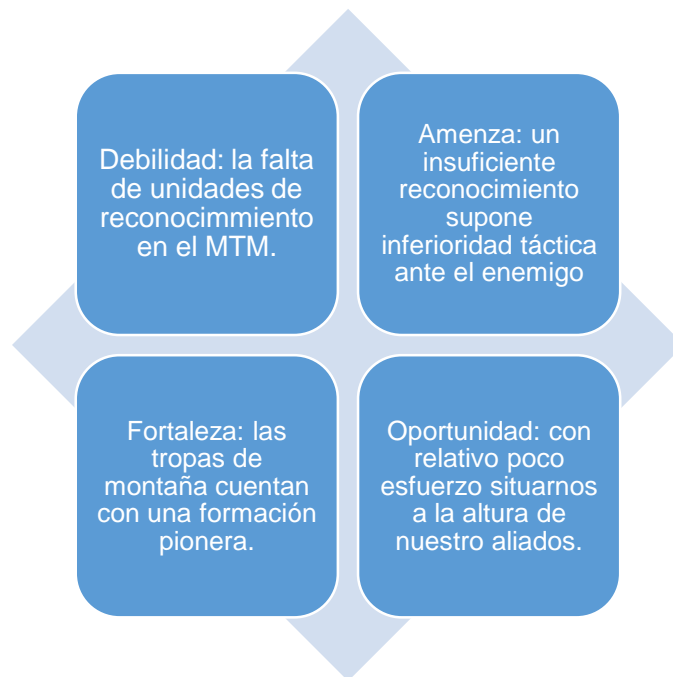 Debilidad: la falta
de unidades de
reconocimmiento
en el MTM.
Amenza: un
insuficiente
reconocimiento
supone
inferioridad táctica
ante el enemigo
Fortaleza: las
tropas de
montaña cuentan
con una formación
pionera.
Oportunidad: con
relativo poco
esfuerzo situarnos
a la altura de
nuestro aliados.